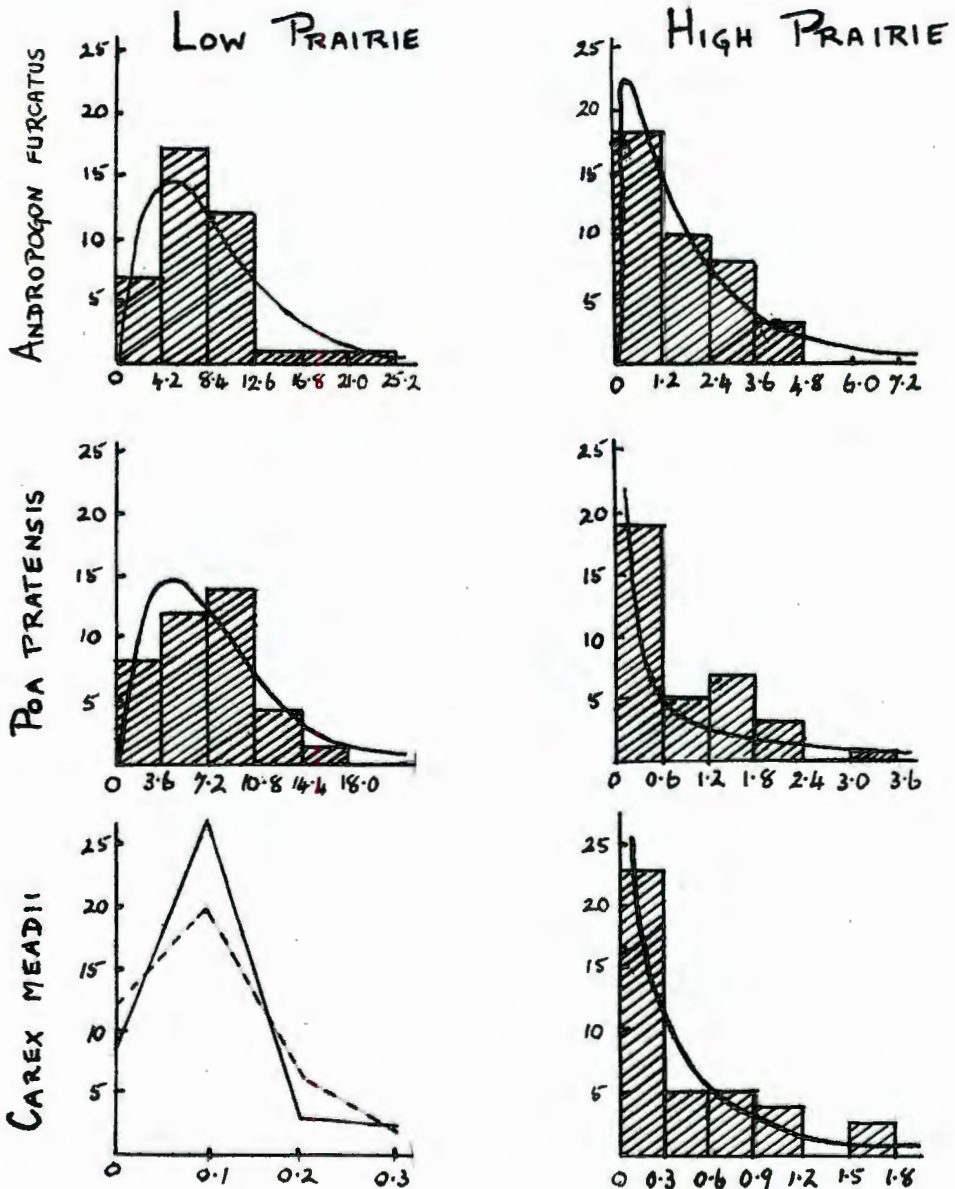 LOW PRAIRIE
HIGH PRAIRIE
ANDROPOGON FURCATUS
25
20
15
10
5
0 4.2 8.4 12.6 16.8 21.0 25.2
25
20
15
10
5
0 1.2 2.4 3.6 4.8 6.0 7.2
POA PRATENSIS
25
20
15
10
5
0 3.6 7.2 10.8 14.4 18.0
25
20
15
10
5
0 0.6 1.2 1.8 2.4 3.0 3.6
CAREX MEADII
25
20
15
10
5
0 0.1 0.2 0.3
25
20
15
10
5
0 0.3 0.6 0.9 1.2 1.5 1.8